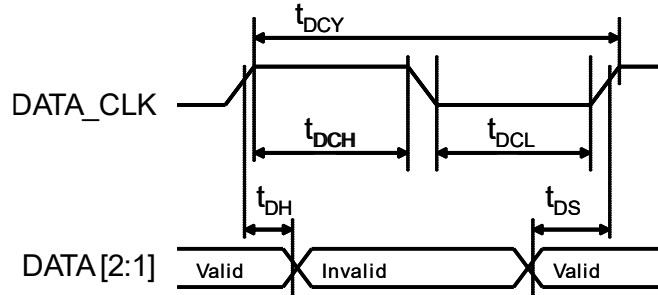 tDCY
DATA_CLK
tDCH
tDCL
tDH
tDS
DATA[2:1]
Valid
Invalid
Valid